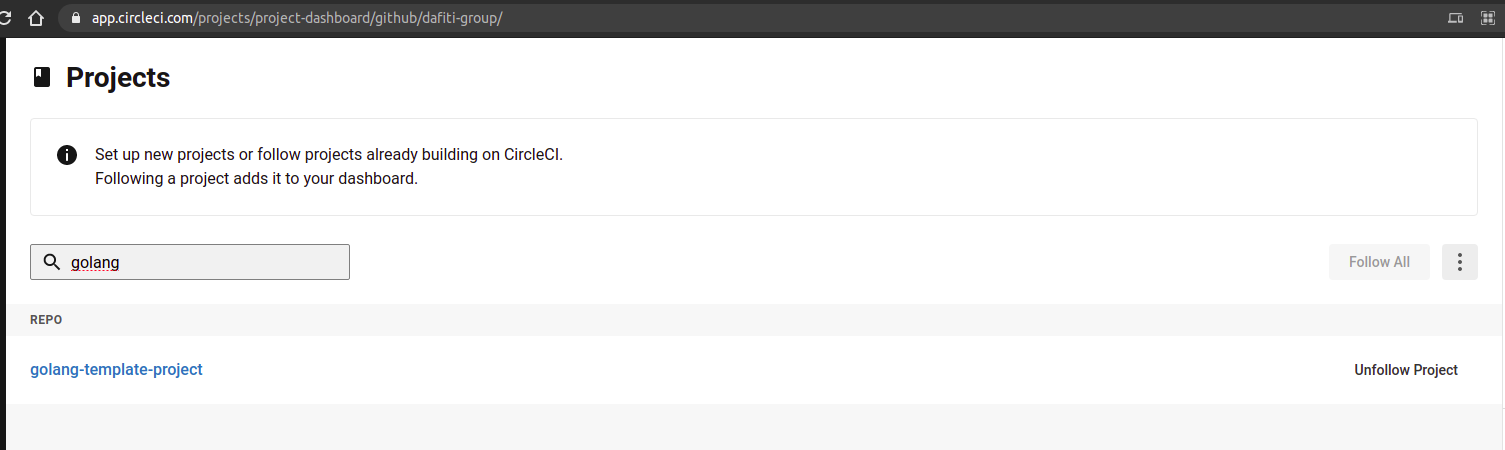 app.circleci.com/projects/project-dashboard/github/dafiti-group/
Projects
Set up new projects or follow projects already building on CircleCI.
Following a project adds it to your dashboard.
golang
Follow All
REPO
golang-template-project
Unfollow Project